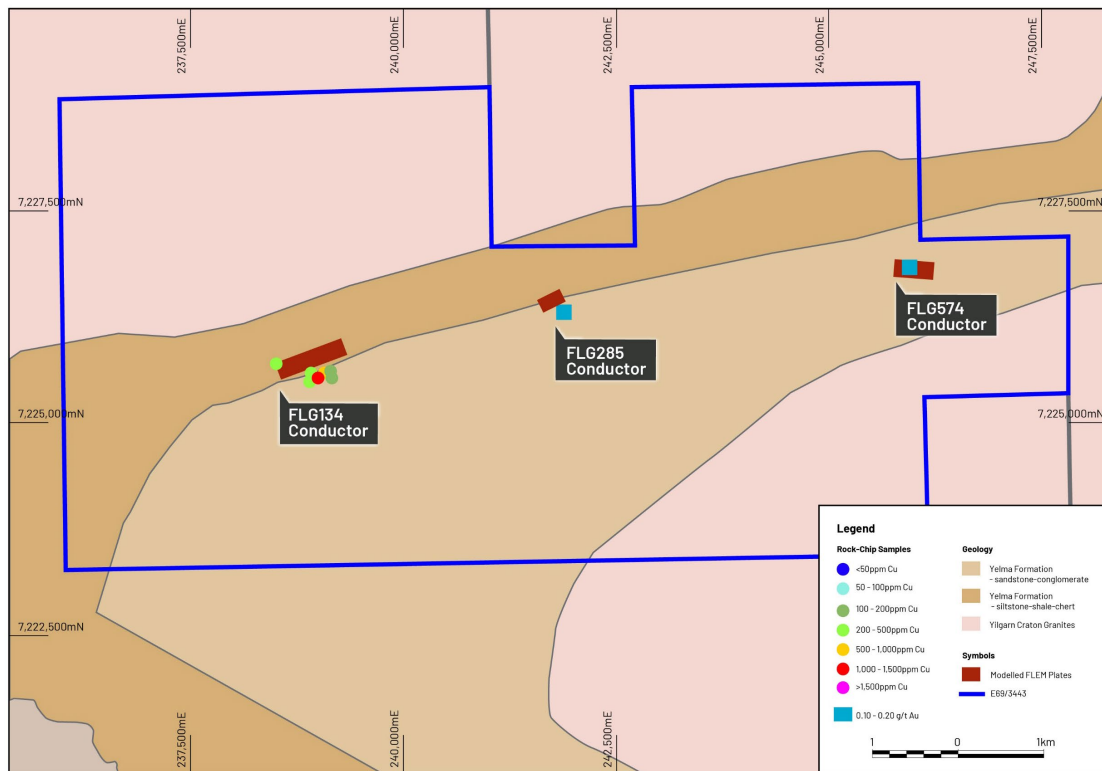 237,500mE
240,000mE
242,500mE
245,000mE
247,500mE
7,227,500mN
7,227,500mN
FLG574
Conductor
FLG285
Conductor
FLG134
Conductor
7,225,000mN
7,225,000mN
7,222,500mN
237,500mE
240,000mE
242,500mE
Legend
Rock-Chip Samples
<50ppm Cu
50 - 100ppm Cu
100 - 200ppm Cu
200 - 500ppm Cu
500 - 1,000ppm Cu
1,000 - 1,500ppm Cu
>1,500ppm Cu
0.10 - 0.20 g/t Au
Geology
Yelma Formation
- sandstone-conglomerate
Yelma Formation
- siltstone-shale-chert
Yilgarn Craton Granites
Symbols
Modelled FLEM Plates
E69/3443
1 0 1km